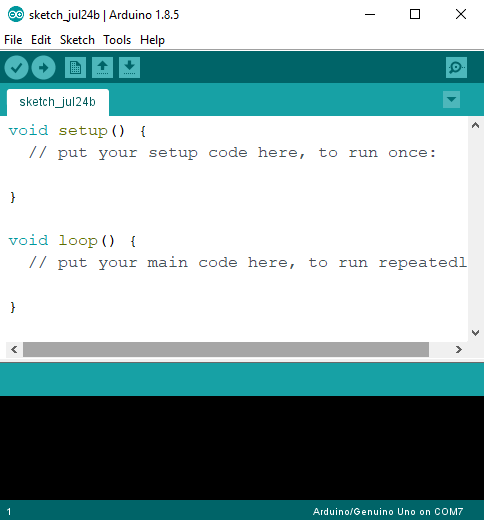 sketch_jul24b | Arduino 1.8.5
File Edit Sketch Tools Help
sketch_jul24b
void setup() {
// put your setup code here, to run once:
}
void loop() {
// put your main code here, to run repeatedl
}
1
Arduino/Genuino Uno on COM7